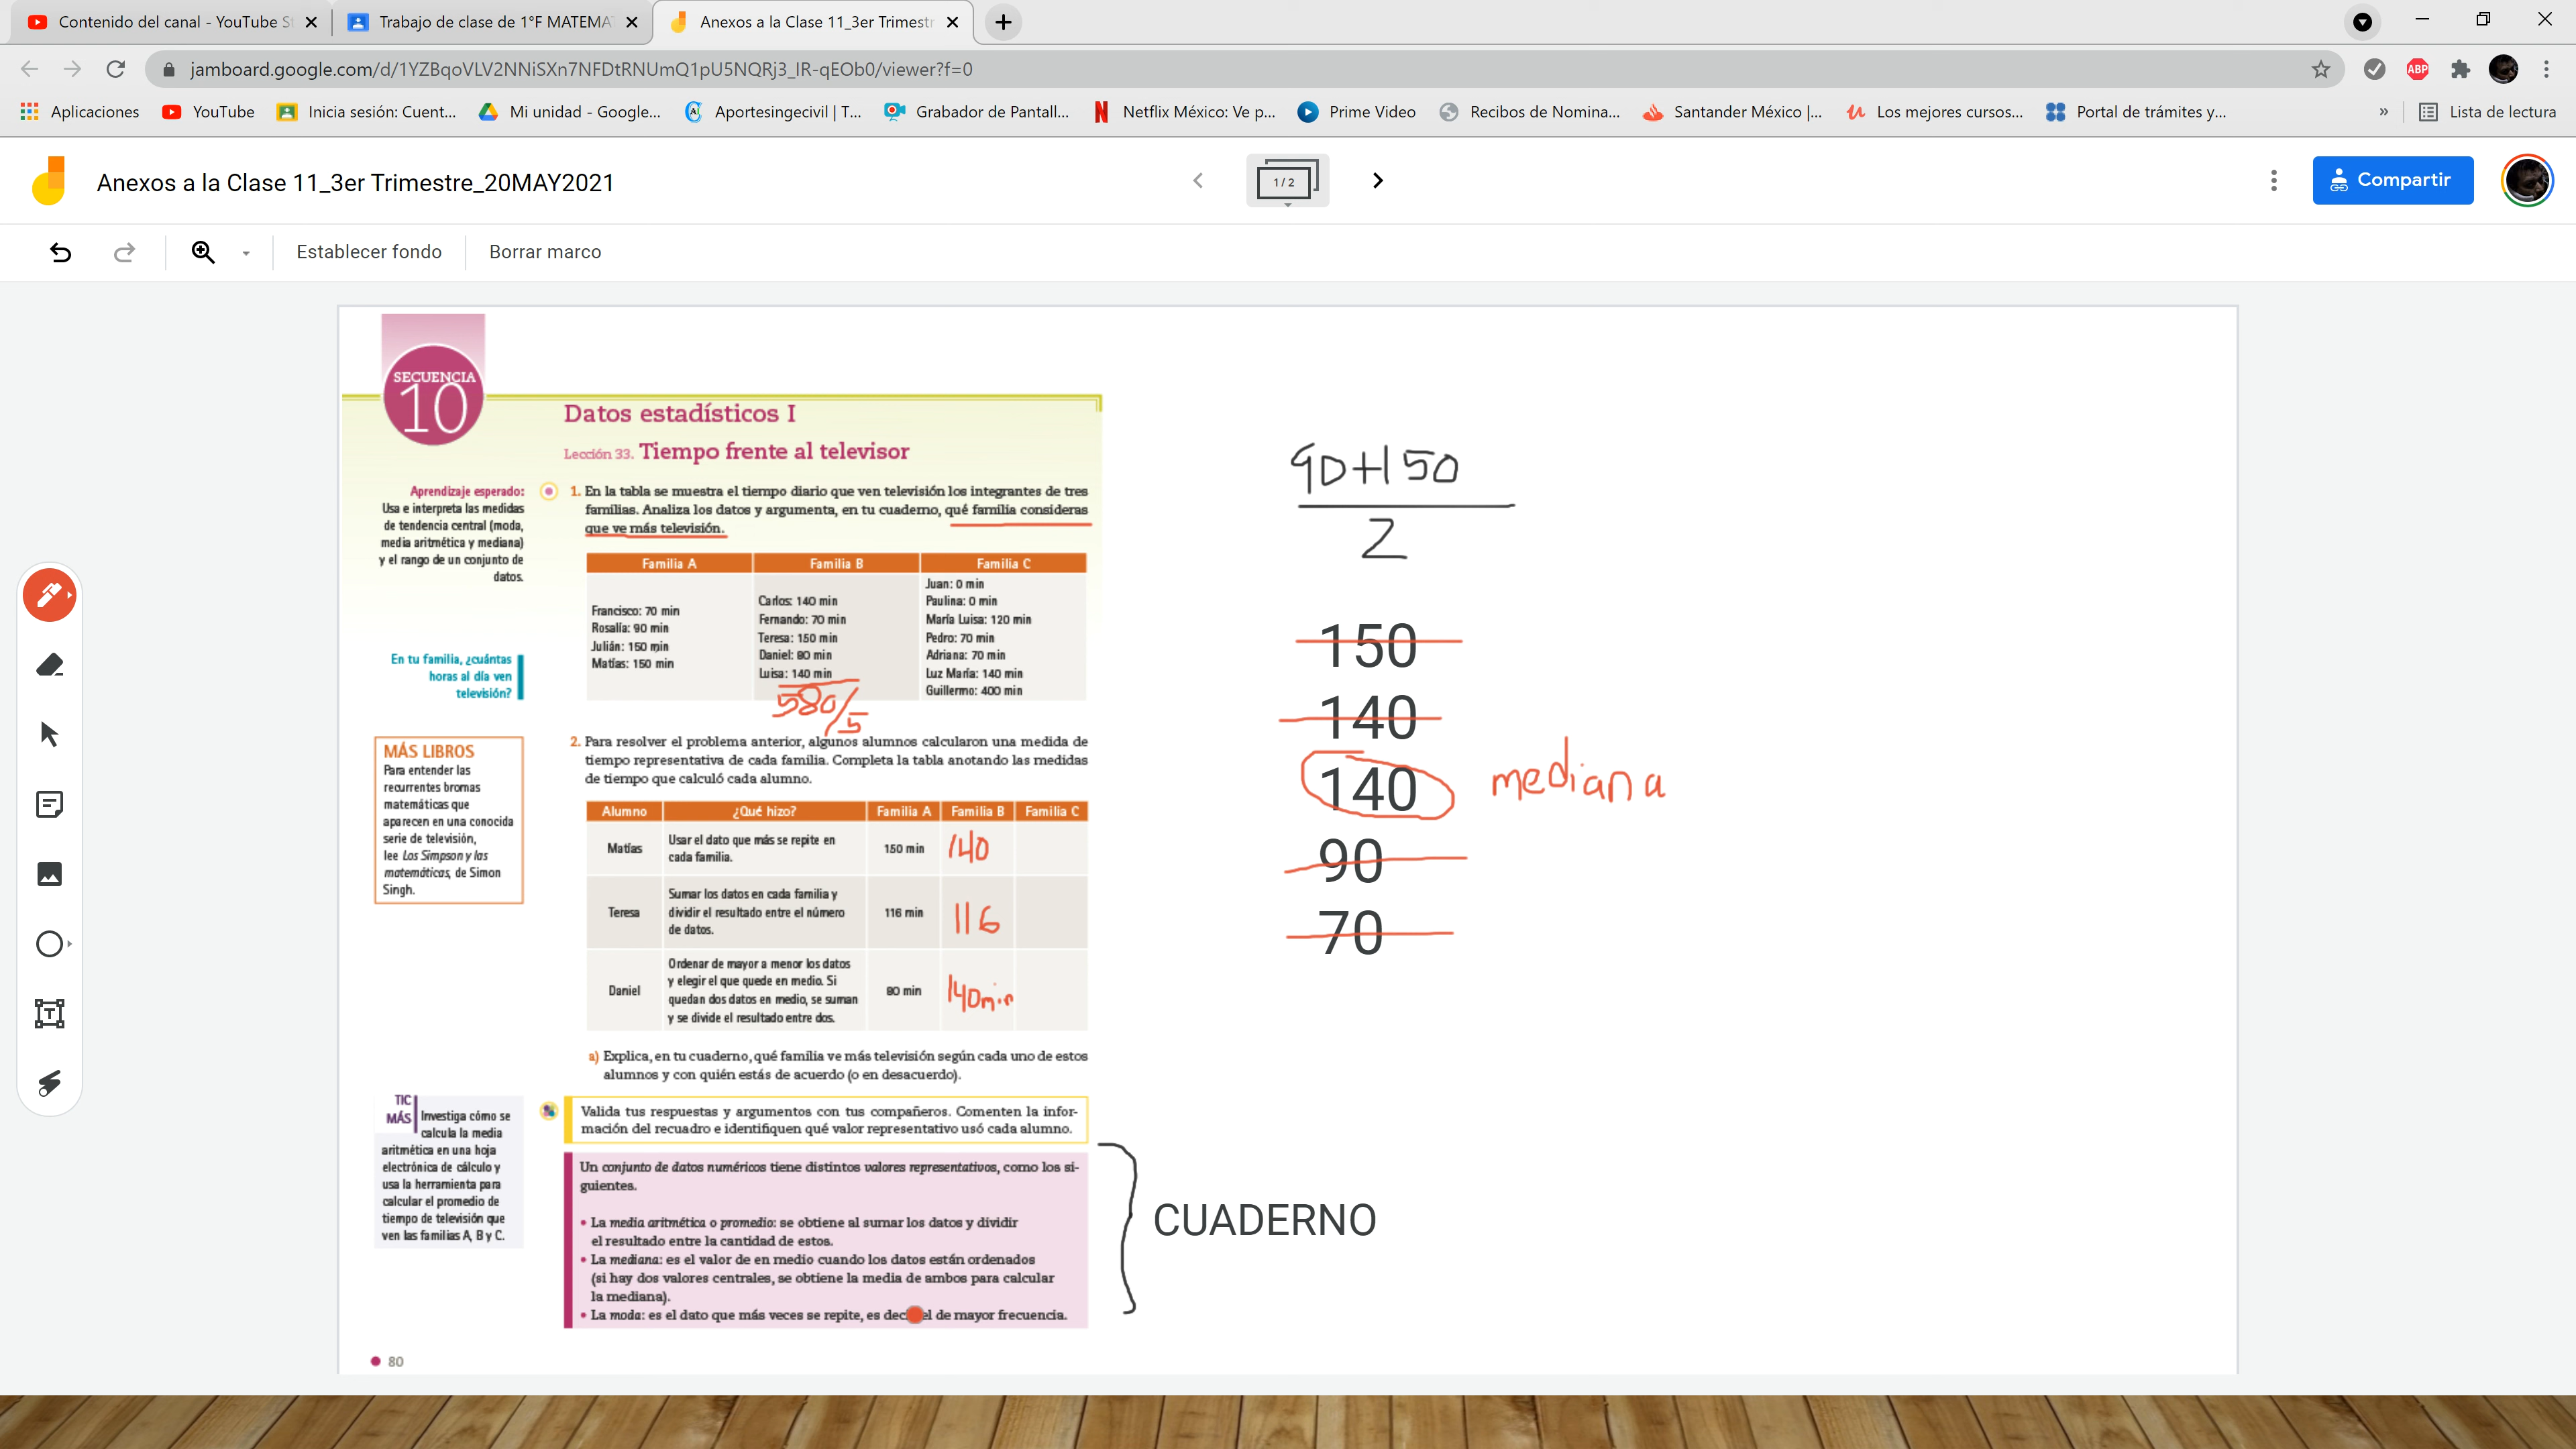 Contenido del canal - YouTube S
Trabajo de clase de 1°F MATEMA
Anexos a la Clase 11_3er Trimestr
jamboard.google.com/d/1YZBqoVLV2NNiSXn7NFDtRNUmQ1pU5NQRj3_IR-qEOb0/viewer?f=0
ABP
Aplicaciones
YouTube
Inicia sesión: Cuent...
Mi unidad - Google...
Aportesingecivil | T...
Grabador de Pantall...
Netflix México: Ve p...
Prime Video
Recibos de Nomina...
Santander México |...
Los mejores cursos...
Portal de trámites y...
»
Lista de lectura
Anexos a la Clase 11_3er Trimestre_20MAY2021
1 / 2
Compartir
Establecer fondo
Borrar marco
SECUENCIA
10
Datos estadísticos I
Lección 33. Tiempo frente al televisor
Aprendizaje esperado:
Usa e interpreta las medidas
de tendencia central (moda,
media aritmética y mediana)
y el rango de un conjunto de
datos.
1. En la tabla se muestra el tiempo diario que ven televisión los integrantes de tres
familias. Analiza los datos y argumenta, en tu cuaderno, qué familia consideras
que ve más televisión.
Familia A
Familia B
Familia C
Francisco: 70 min
Rosalía: 90 min
Julián: 150 min
Matías: 150 min
Carlos: 140 min
Fernando: 70 min
Teresa: 150 min
Daniel: 80 min
Luisa: 140 min
580/5
Juan: 0 min
Paulina: 0 min
María Luisa: 120 min
Pedro: 70 min
Adriana: 70 min
Luz María: 140 min
Guillermo: 400 min
En tu familia, ¿cuántas
horas al día ven
televisión?
MÁS LIBROS
Para entender las
recurrentes bromas
matemáticas que
aparecen en una conocida
serie de televisión,
lee Los Simpson y las
matemáticas, de Simon
Singh.
2. Para resolver el problema anterior, algunos alumnos calcularon una medida de
tiempo representativa de cada familia. Completa la tabla anotando las medidas
de tiempo que calculó cada alumno.
Alumno
¿Qué hizo?
Familia A
Familia B
Familia C
Matías
Usar el dato que más se repite en
cada familia.
150 min
140
Teresa
Sumar los datos en cada familia y
dividir el resultado entre el número
de datos.
116 min
116
Daniel
Ordenar de mayor a menor los datos
y elegir el que quede en medio. Si
quedan dos datos en medio, se suman
y se divide el resultado entre dos.
80 min
140min
a) Explica, en tu cuaderno, qué familia ve más televisión según cada uno de estos
alumnos y con quién estás de acuerdo (o en desacuerdo).
TIC
MÁS
Investiga cómo se
calcula la media
aritmética en una hoja
electrónica de cálculo y
usa la herramienta para
calcular el promedio de
tiempo de televisión que
ven las familias A, B y C.
Valida tus respuestas y argumentos con tus compañeros. Comenten la infor-
mación del recuadro e identifiquen qué valor representativo usó cada alumno.
Un conjunto de datos numéricos tiene distintos valores representativos, como los si-
guientes.
• La media aritmética o promedio: se obtiene al sumar los datos y dividir
el resultado entre la cantidad de estos.
• La mediana: es el valor de en medio cuando los datos están ordenados
(si hay dos valores centrales, se obtiene la media de ambos para calcular
la mediana).
• La moda: es el dato que más veces se repite, es dec el de mayor frecuencia.
80
90+150
2
150
140
140 mediana
90
70
CUADERNO